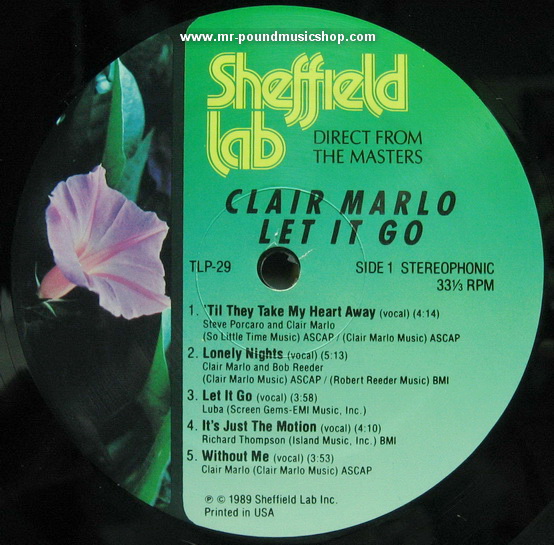 www.mr-poundmusicshop.com
Sheffield
Lab
DIRECT FROM
THE MASTERS
CLAIR MARLO
LET IT GO
TLP-29
SIDE 1 STEREOPHONIC
33⅓ RPM
1. 'Til They Take My Heart Away (vocal) (4:14)
Steve Porcaro and Clair Marlo
(So Little Time Music) ASCAP / (Clair Marlo Music) ASCAP
2. Lonely Nights (vocal) (5:13)
Clair Marlo and Bob Reeder
(Clair Marlo Music) ASCAP / (Robert Reeder Music) BMI
3. Let It Go (vocal) (3:58)
Luba (Screen Gems-EMI Music, Inc.)
4. It's Just The Motion (vocal) (4:10)
Richard Thompson (Island Music, Inc.) BMI
5. Without Me (vocal) (3:53)
Clair Marlo (Clair Marlo Music) ASCAP
℗ © 1989 Sheffield Lab Inc.
Printed in USA